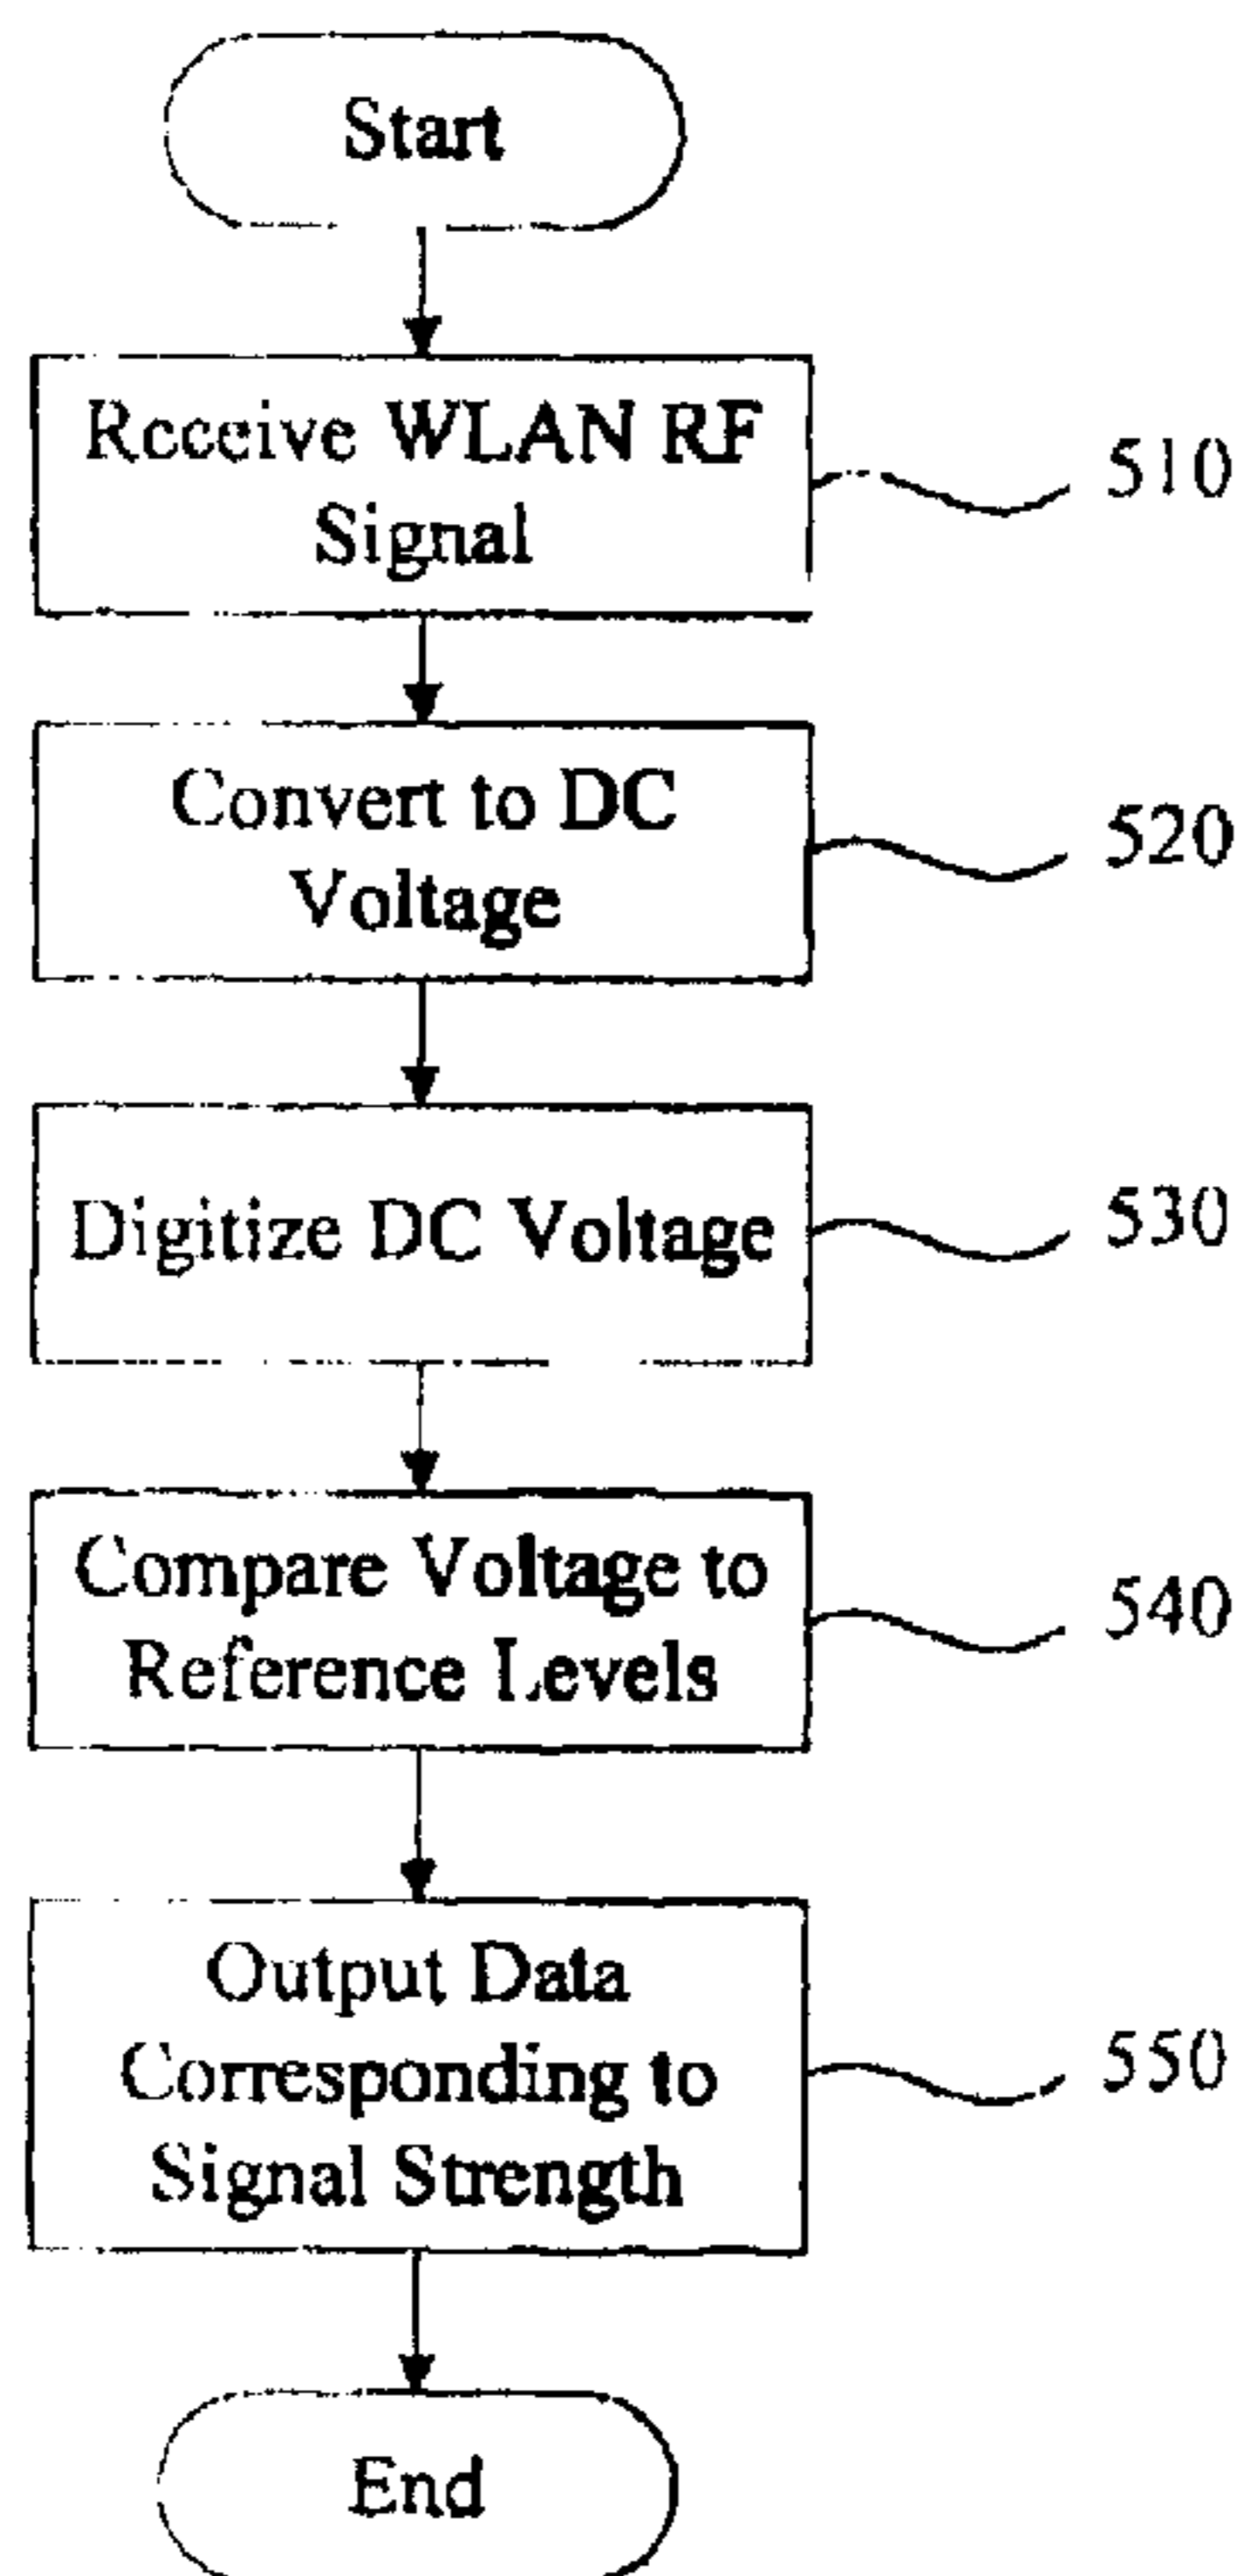 Start
Receive WLAN RF
Signal
510
Convert to DC
Voltage
520
Digitize DC Voltage
530
Compare Voltage to
Reference Levels
540
Output Data
Corresponding to
Signal Strength
550
End